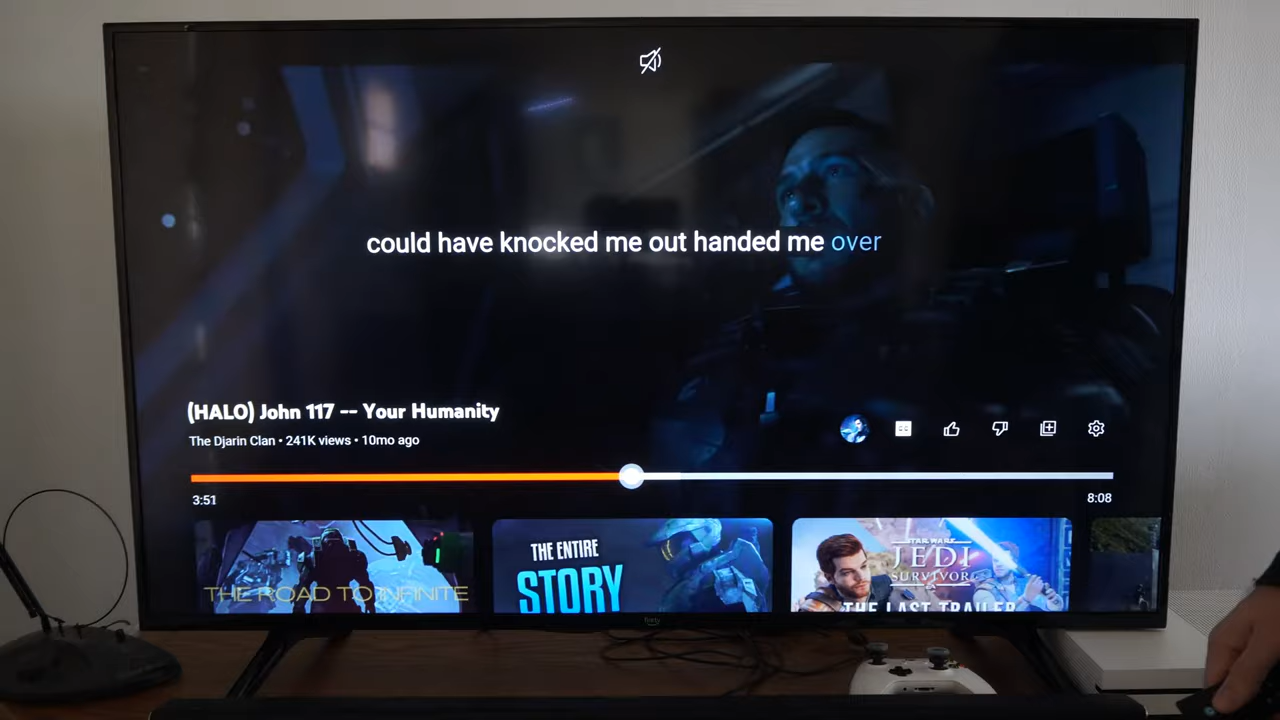 could have knocked me out handed me over
(HALO) John 117 -- Your Humanity
The Djarin Clan • 241K views • 10mo ago
3:51
8:08
THE ROAD TO INFINITE
THE ENTIRE
STORY
STAR WARS
JEDI
SURVIVOR
THE LAST TRAILER